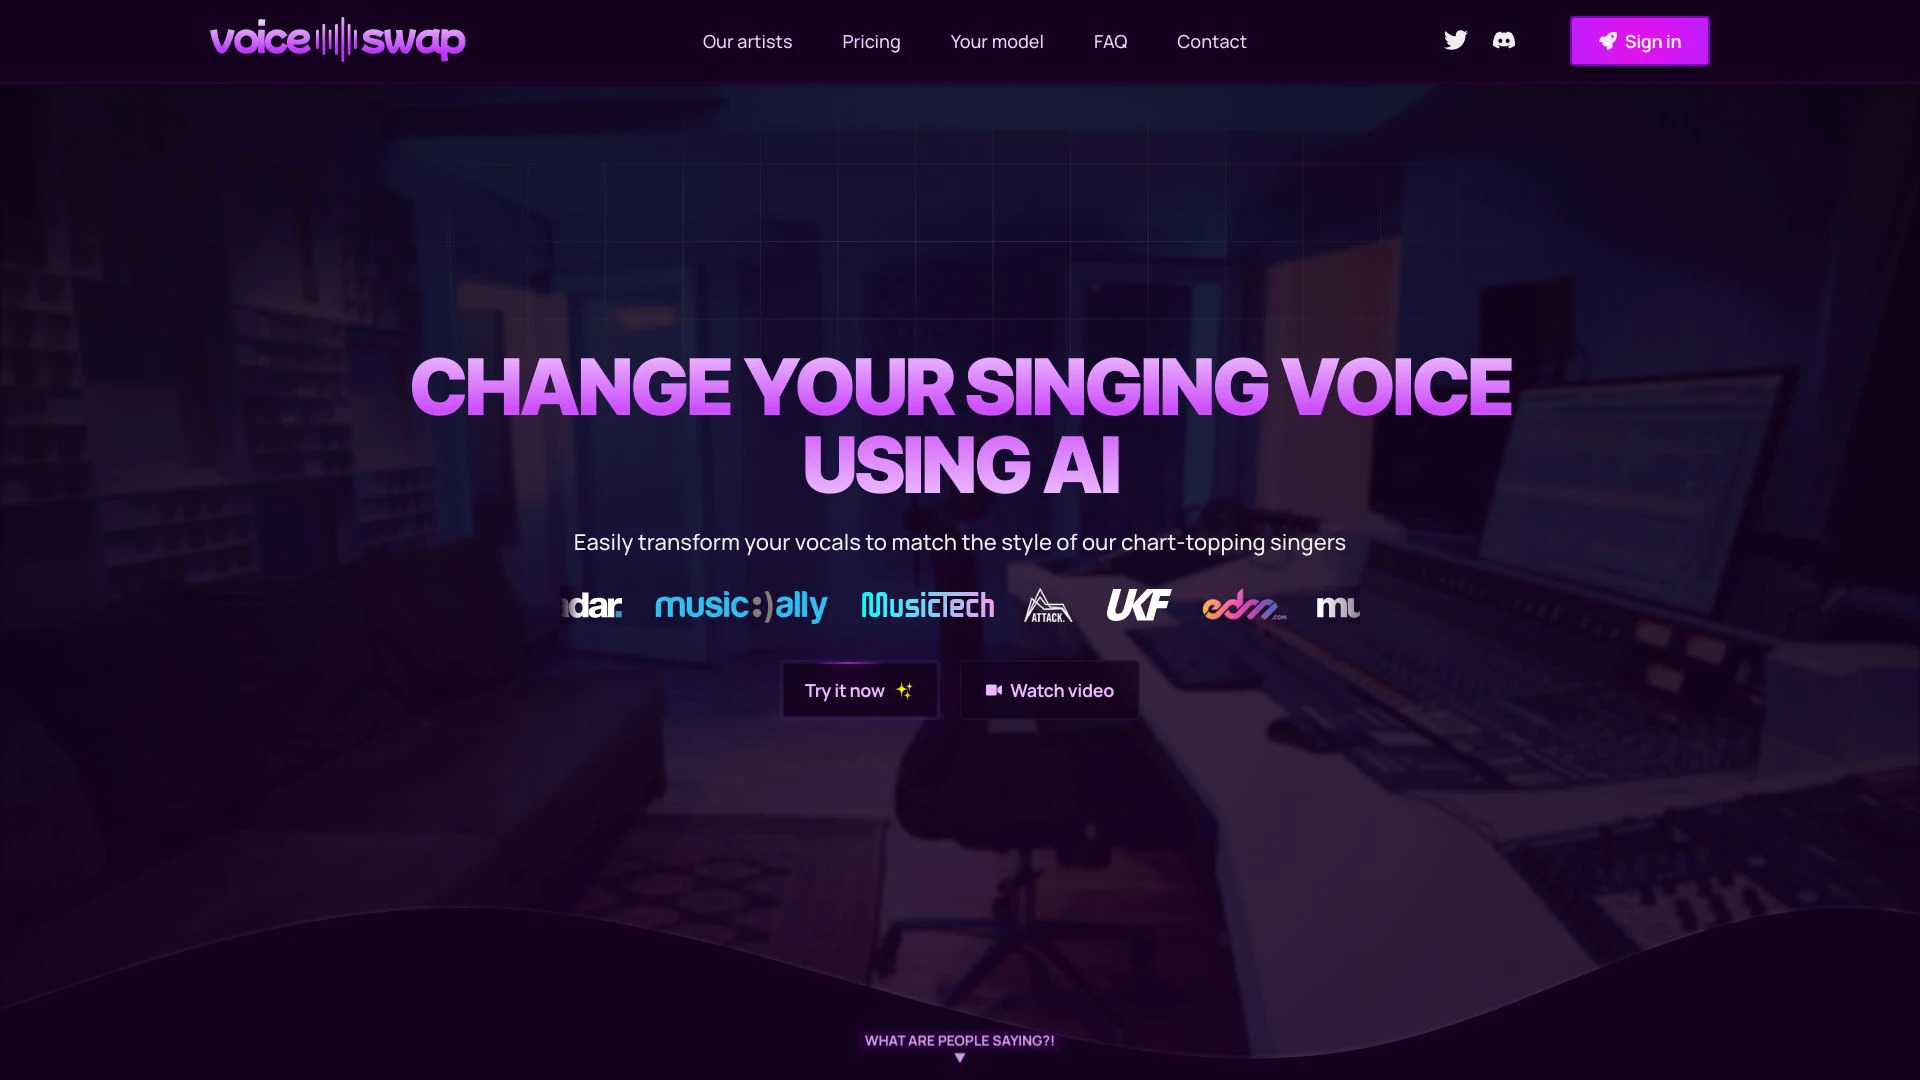 voice swap
Our artists
Pricing
Your model
FAQ
Contact
Sign in
CHANGE YOUR SINGING VOICE
USING AI
Easily transform your vocals to match the style of our chart-topping singers
dar.
music:)ally
MusicTech
ATTACK.
UKF
edm.com
mu
Try it now
Watch video
WHAT ARE PEOPLE SAYING?!